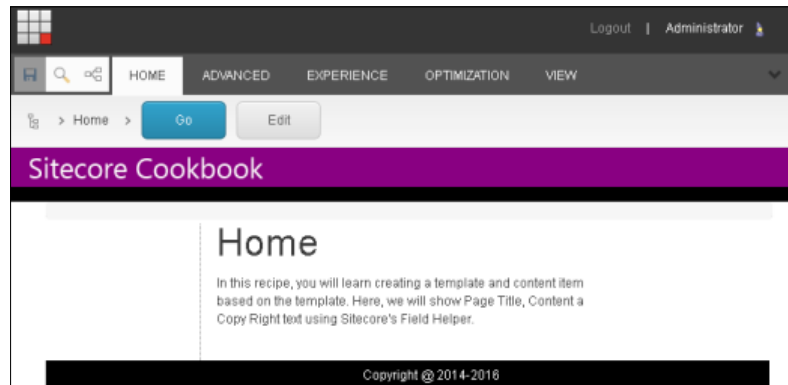 Logout | Administrator
HOME ADVANCED EXPERIENCE OPTIMIZATION VIEW
> Home > Go Edit
Sitecore Cookbook
Home
In this recipe, you will learn creating a template and content item
based on the template. Here, we will show Page Title, Content a
Copy Right text using Sitecore's Field Helper.
Copyright @ 2014-2016